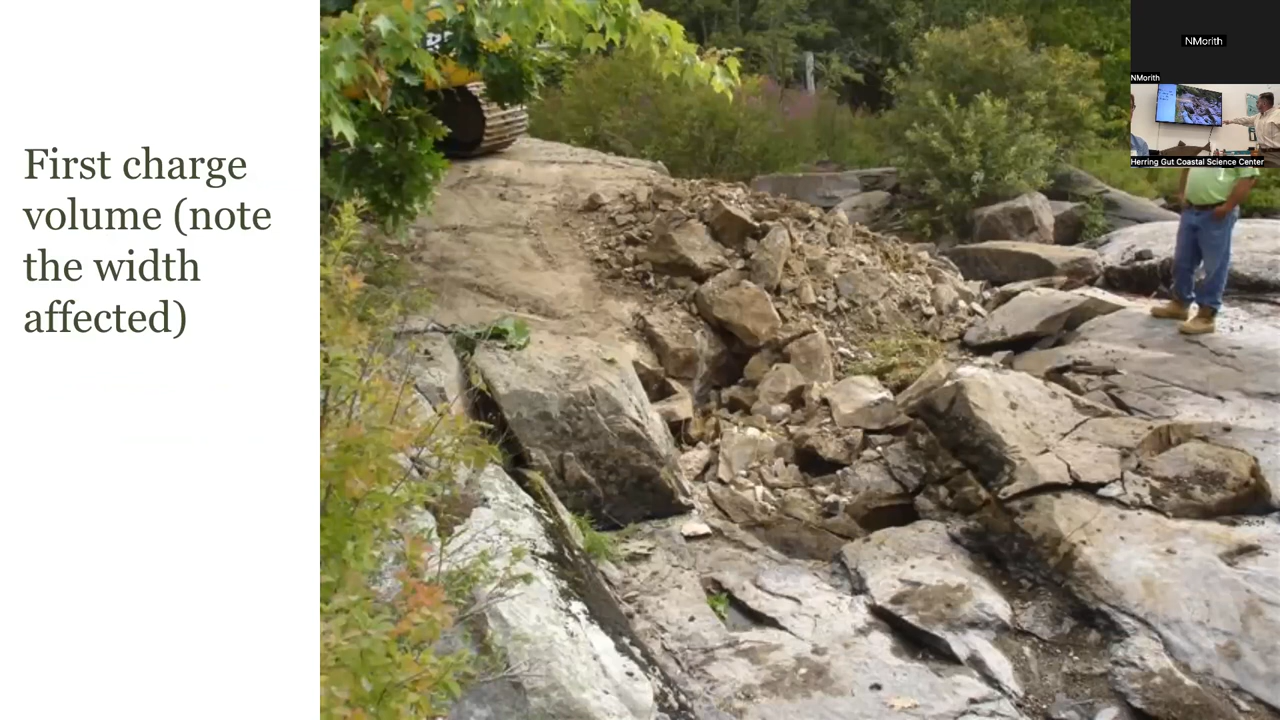 First charge
volume (note
the width
affected)
NMorith
NMorith
Herring Gut Coastal Science Center